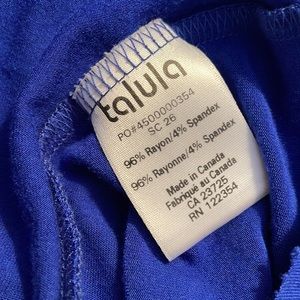 talula
PO#4500000354
SC 26
96% Rayon/4% Spandex
96% Rayonne/4% Spandex
Made in Canada
Fabriqué au Canada
CA 23725
RN 122354